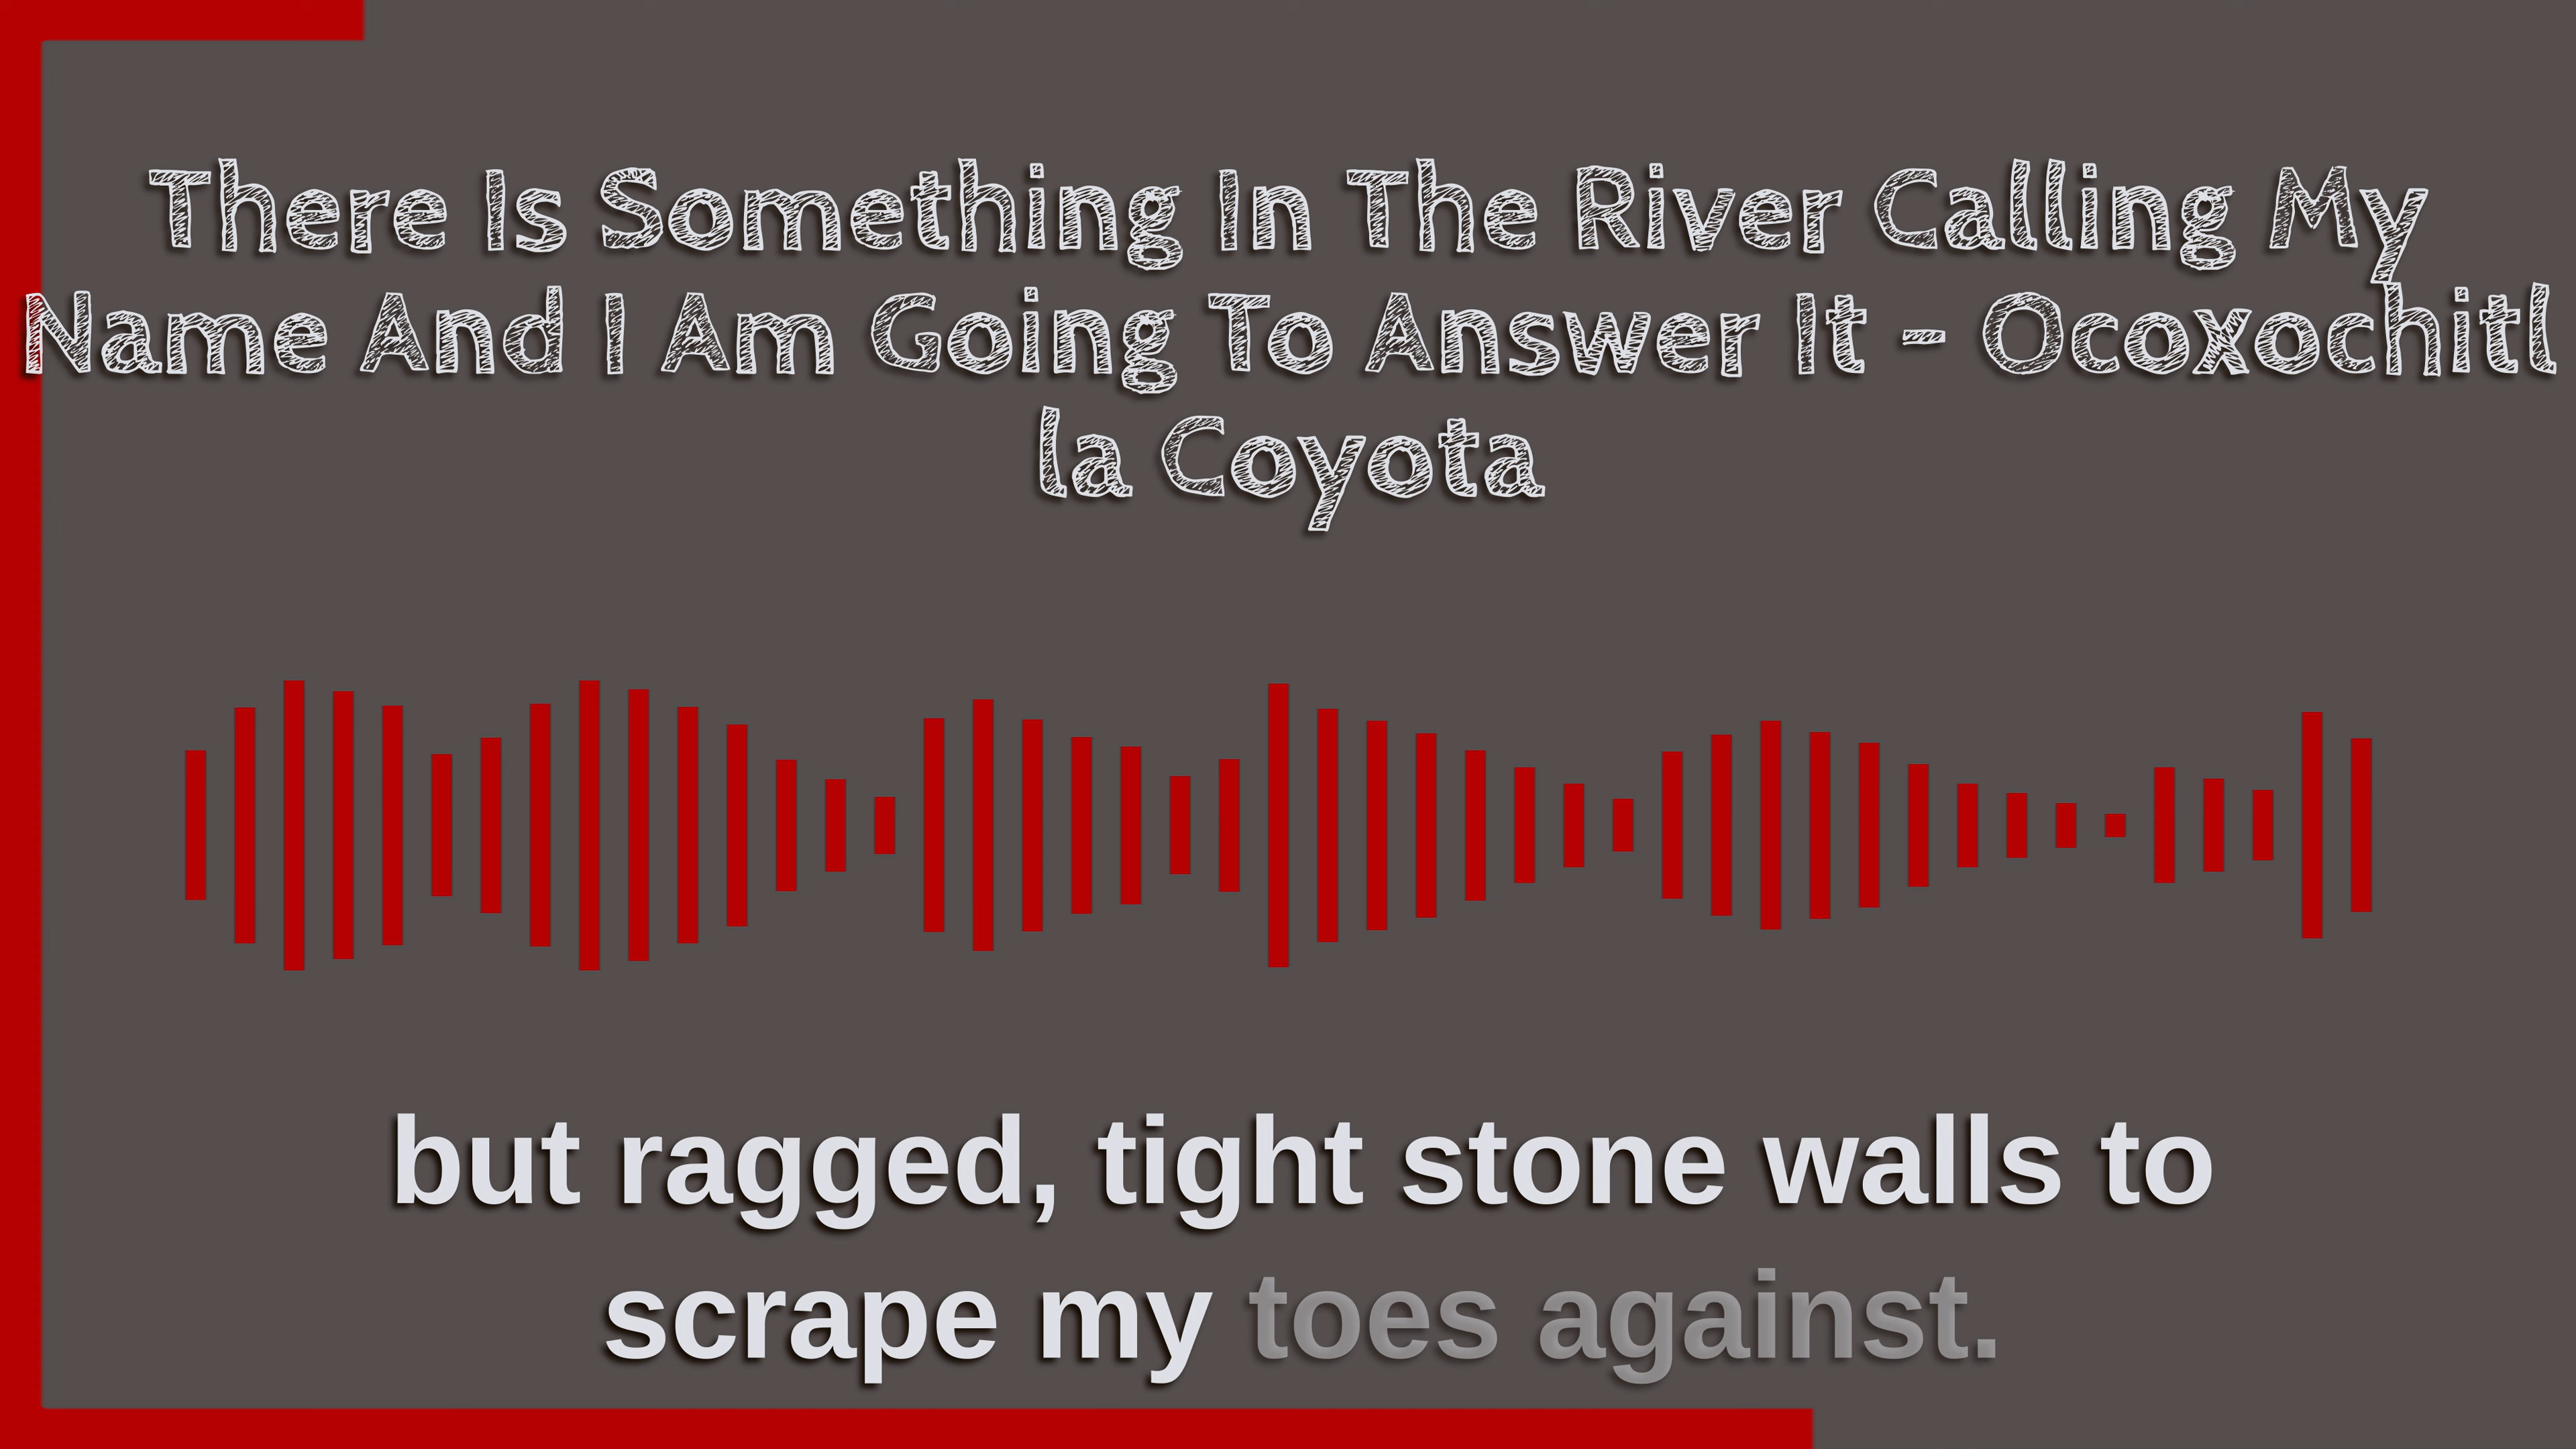 There Is Something In The River Calling My
Name And I Am Going To Answer It - Ocoxochitl
la Coyota
but ragged, tight stone walls to
scrape my toes against.